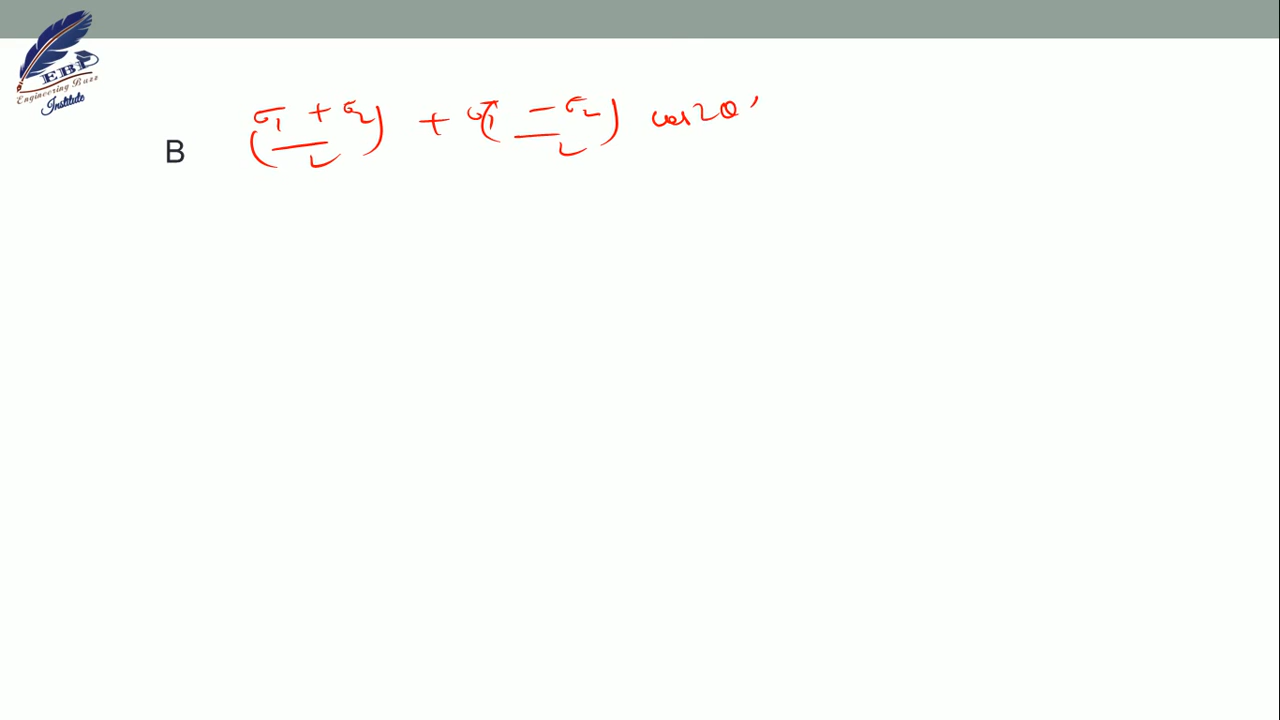 EBP
Engineering Buzz
Institute
B (σ1 + σ2 / 2) + (σ1 - σ2 / 2) cos2θ'